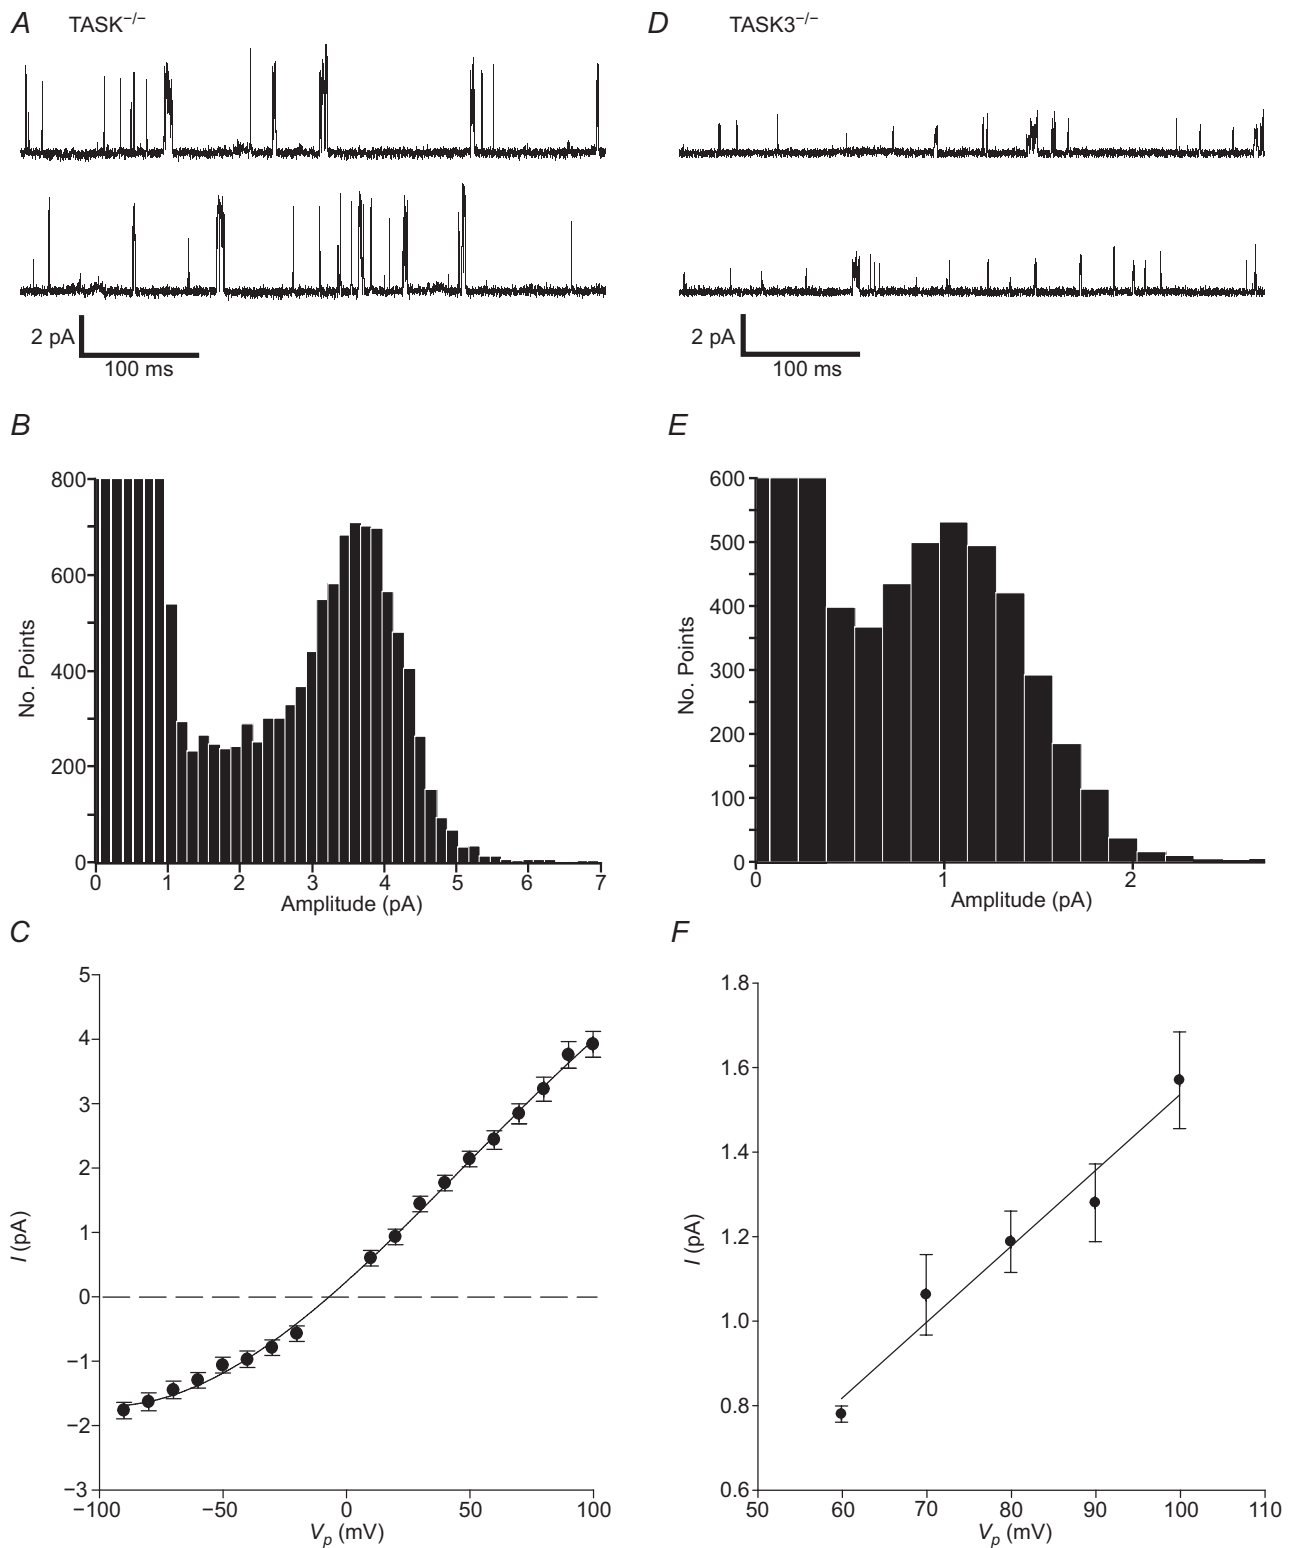 A TASK−/−
2 pA
100 ms
D TASK3−/−
2 pA
100 ms
B
800
600
400
200
0
No. Points
0 1 2 3 4 5 6 7
Amplitude (pA)
E
600
500
400
300
200
100
0
No. Points
0 1 2
Amplitude (pA)
C
5
4
3
2
1
0
−1
−2
−3
I (pA)
−100 −50 0 50 100
Vp (mV)
F
1.8
1.6
1.4
1.2
1.0
0.8
0.6
I (pA)
50 60 70 80 90 100 110
Vp (mV)